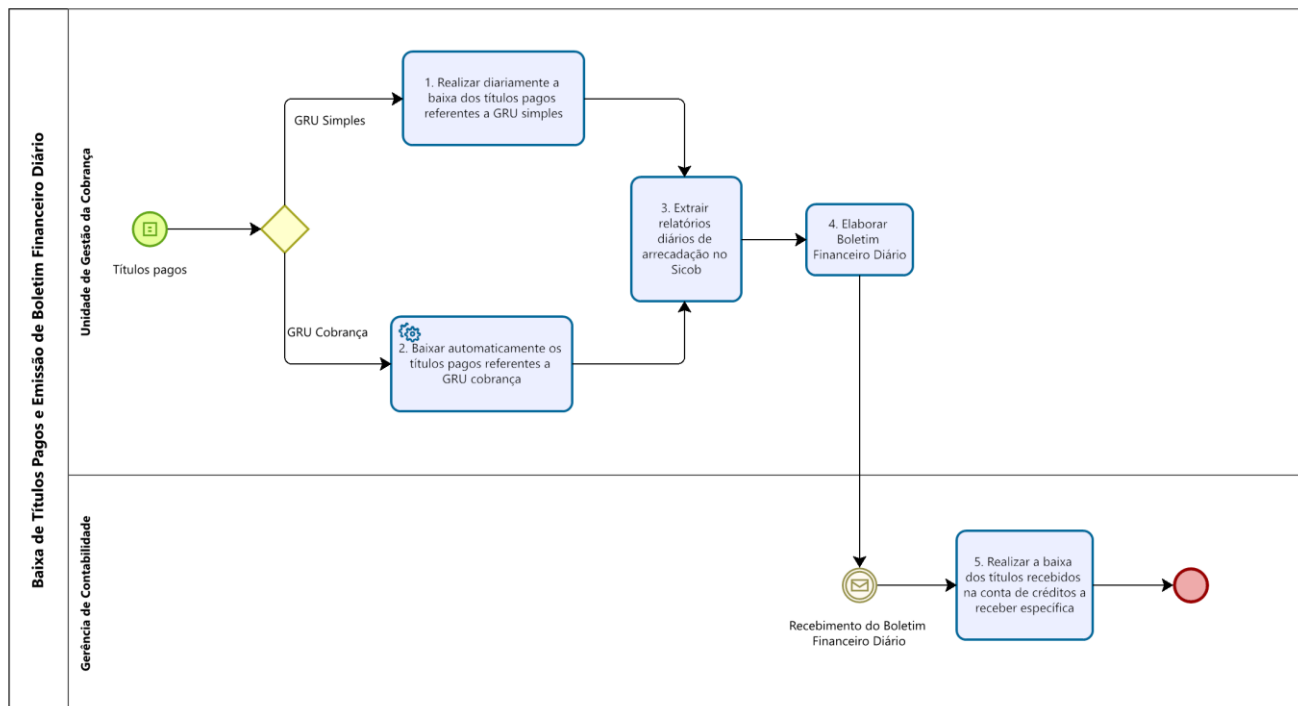 Baixa de Títulos Pagos e Emissão de Boletim Financeiro Diário
Unidade de Gestão da Cobrança
Títulos pagos
GRU Simples
GRU Cobrança
1. Realizar diariamente a
baixa dos títulos pagos
referentes a GRU simples
2. Baixar automaticamente os
títulos pagos referentes a
GRU cobrança
3. Extrair
relatórios
diários de
arrecadação no
Sicob
4. Elaborar
Boletim
Financeiro Diário
Gerência de Contabilidade
Recebimento do Boletim
Financeiro Diário
5. Realizar a baixa
dos títulos recebidos
na conta de créditos a
receber específica